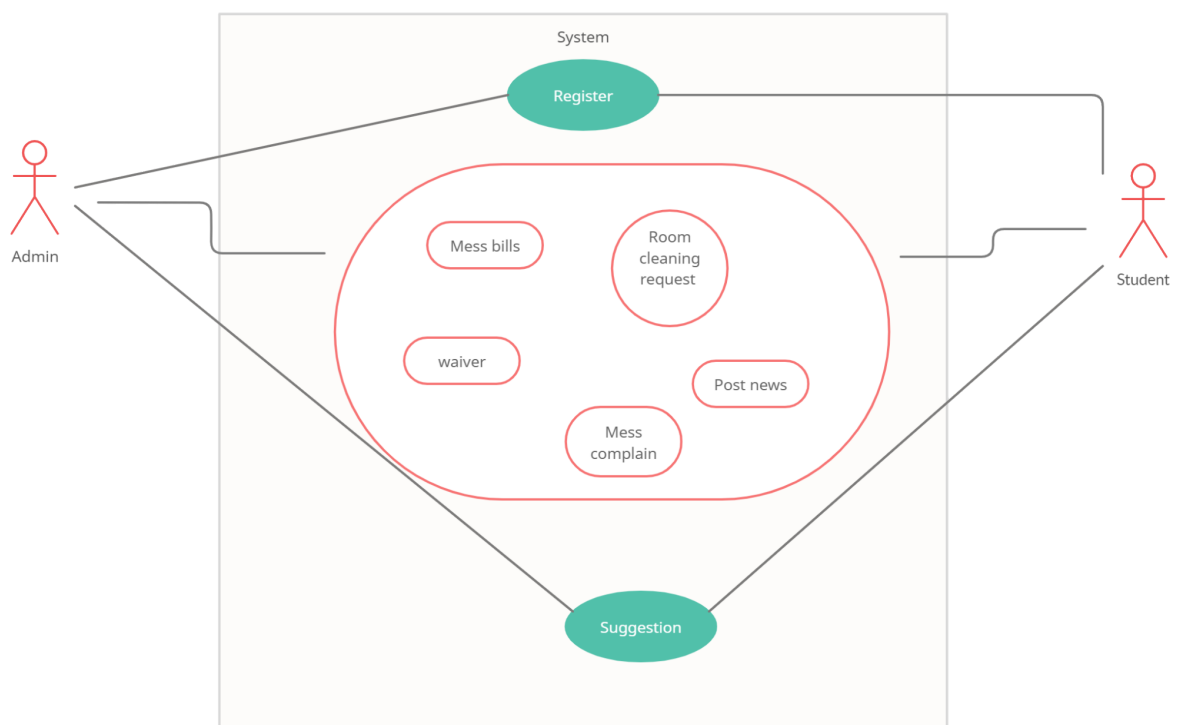 System
Register
Admin
Student
Mess bills
Room
cleaning
request
waiver
Post news
Mess
complain
Suggestion